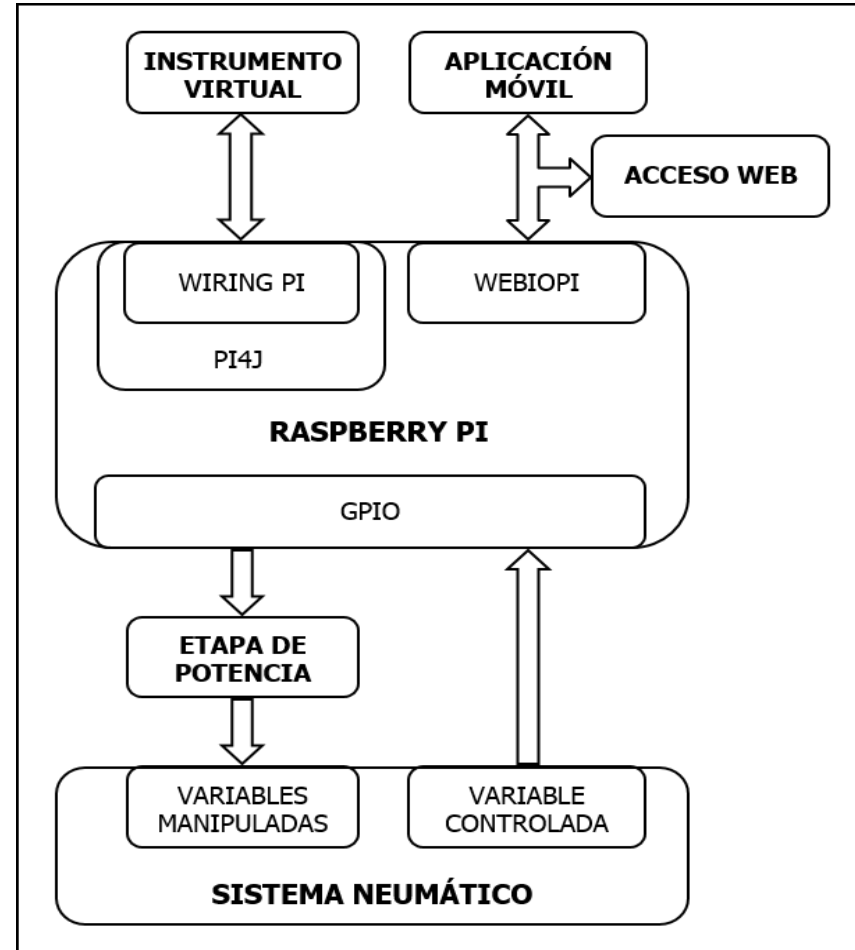 INSTRUMENTO
VIRTUAL
APLICACIÓN
MÓVIL
ACCESO WEB
WIRING PI
WEBIOPI
PI4J
RASPBERRY PI
GPIO
ETAPA DE
POTENCIA
VARIABLES
MANIPULADAS
VARIABLE
CONTROLADA
SISTEMA NEUMÁTICO